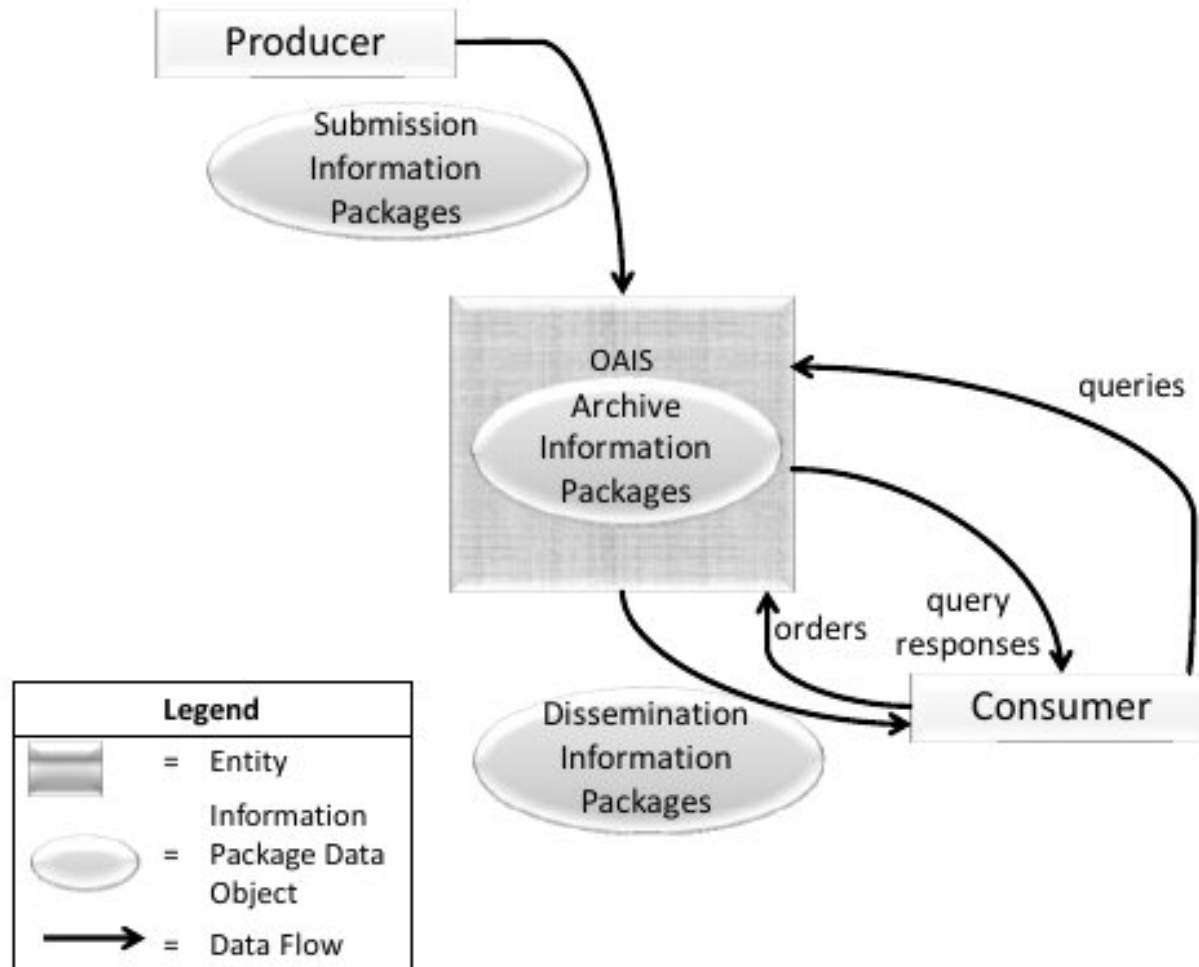 Producer
Submission
Information
Packages
OAIS
Archive
Information
Packages
queries
query
responses
orders
Consumer
Dissemination
Information
Packages
Legend
= Entity
Information
= Package Data
Object
= Data Flow